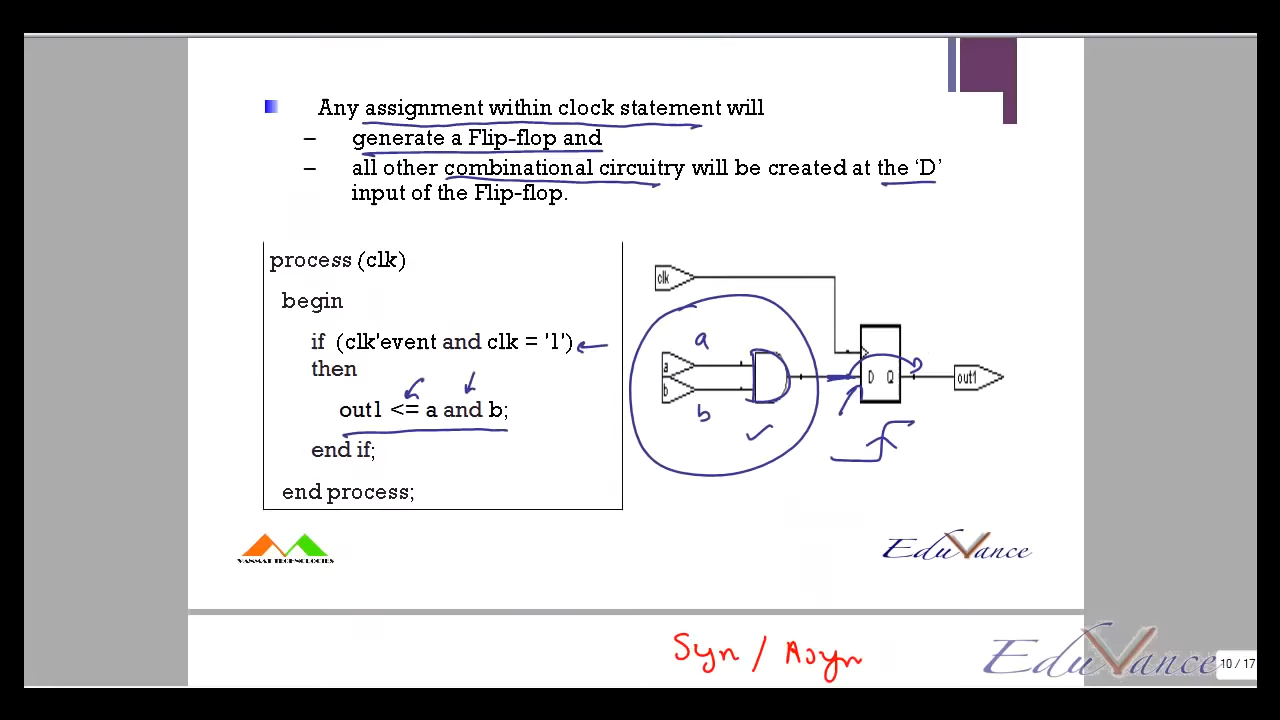 Any assignment within clock statement will
– generate a Flip-flop and
– all other combinational circuitry will be created at the ‘D’
input of the Flip-flop.
process (clk)
begin
if (clk'event and clk = '1')
then
out1 <= a and b;
end if;
end process;
clk
a
a
b
b
D Q
out1
VANMAT TECHNOLOGIES
EduVance
Syn / Asyn
EduVance
10 / 17